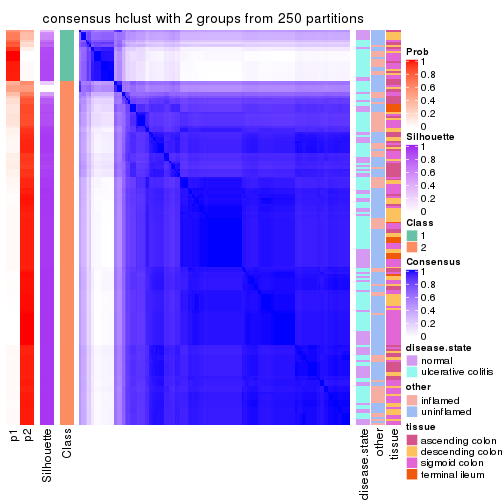 consensus hclust with 2 groups from 250 partitions
Prob
1
0.8
0.6
0.4
0.2
0
Silhouette
1
0.8
0.6
0.4
0.2
0
Class
1
2
Consensus
1
0.8
0.6
0.4
0.2
0
disease.state
normal
ulcerative colitis
other
inflamed
uninflamed
tissue
ascending colon
descending colon
sigmoid colon
terminal ileum
p1
p2
Silhouette
Class
disease.state
other
tissue